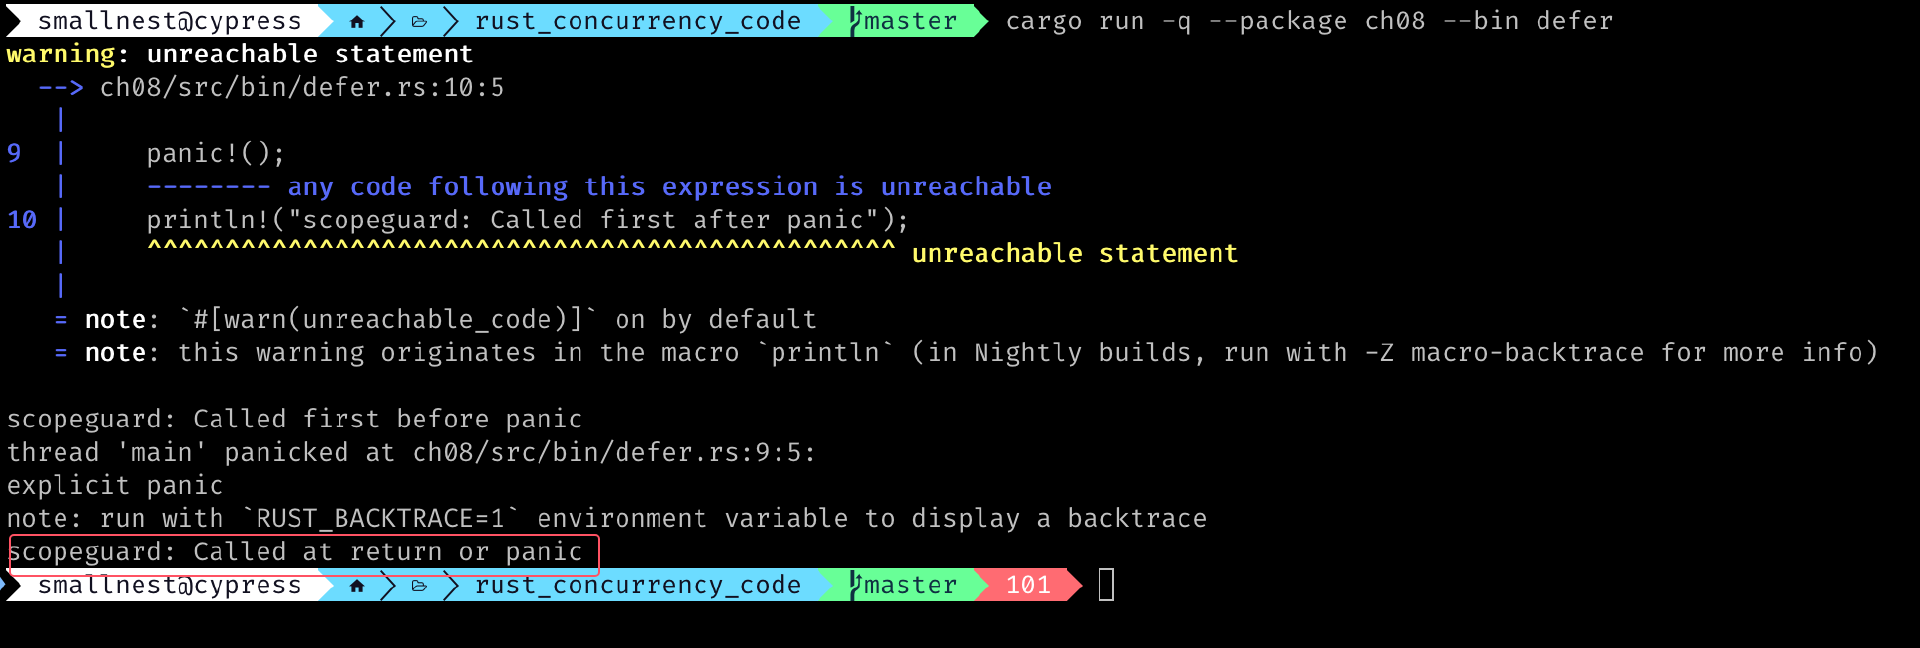 smallnest@cypress rust_concurrency_code master cargo run -q --package ch08 --bin defer
warning: unreachable statement
--> ch08/src/bin/defer.rs:10:5
|
9 | panic!();
| -------- any code following this expression is unreachable
10 | println!("scopeguard: Called first after panic");
| ^^^^^^^^^^^^^^^^^^^^^^^^^^^^^^^^^^^^^^^^^^^^^^^^ unreachable statement
|
= note: `#[warn(unreachable_code)]` on by default
= note: this warning originates in the macro `println` (in Nightly builds, run with -Z macro-backtrace for more info)
scopeguard: Called first before panic
thread 'main' panicked at ch08/src/bin/defer.rs:9:5:
explicit panic
note: run with `RUST_BACKTRACE=1` environment variable to display a backtrace
scopeguard: Called at return or panic
smallnest@cypress rust_concurrency_code master 101